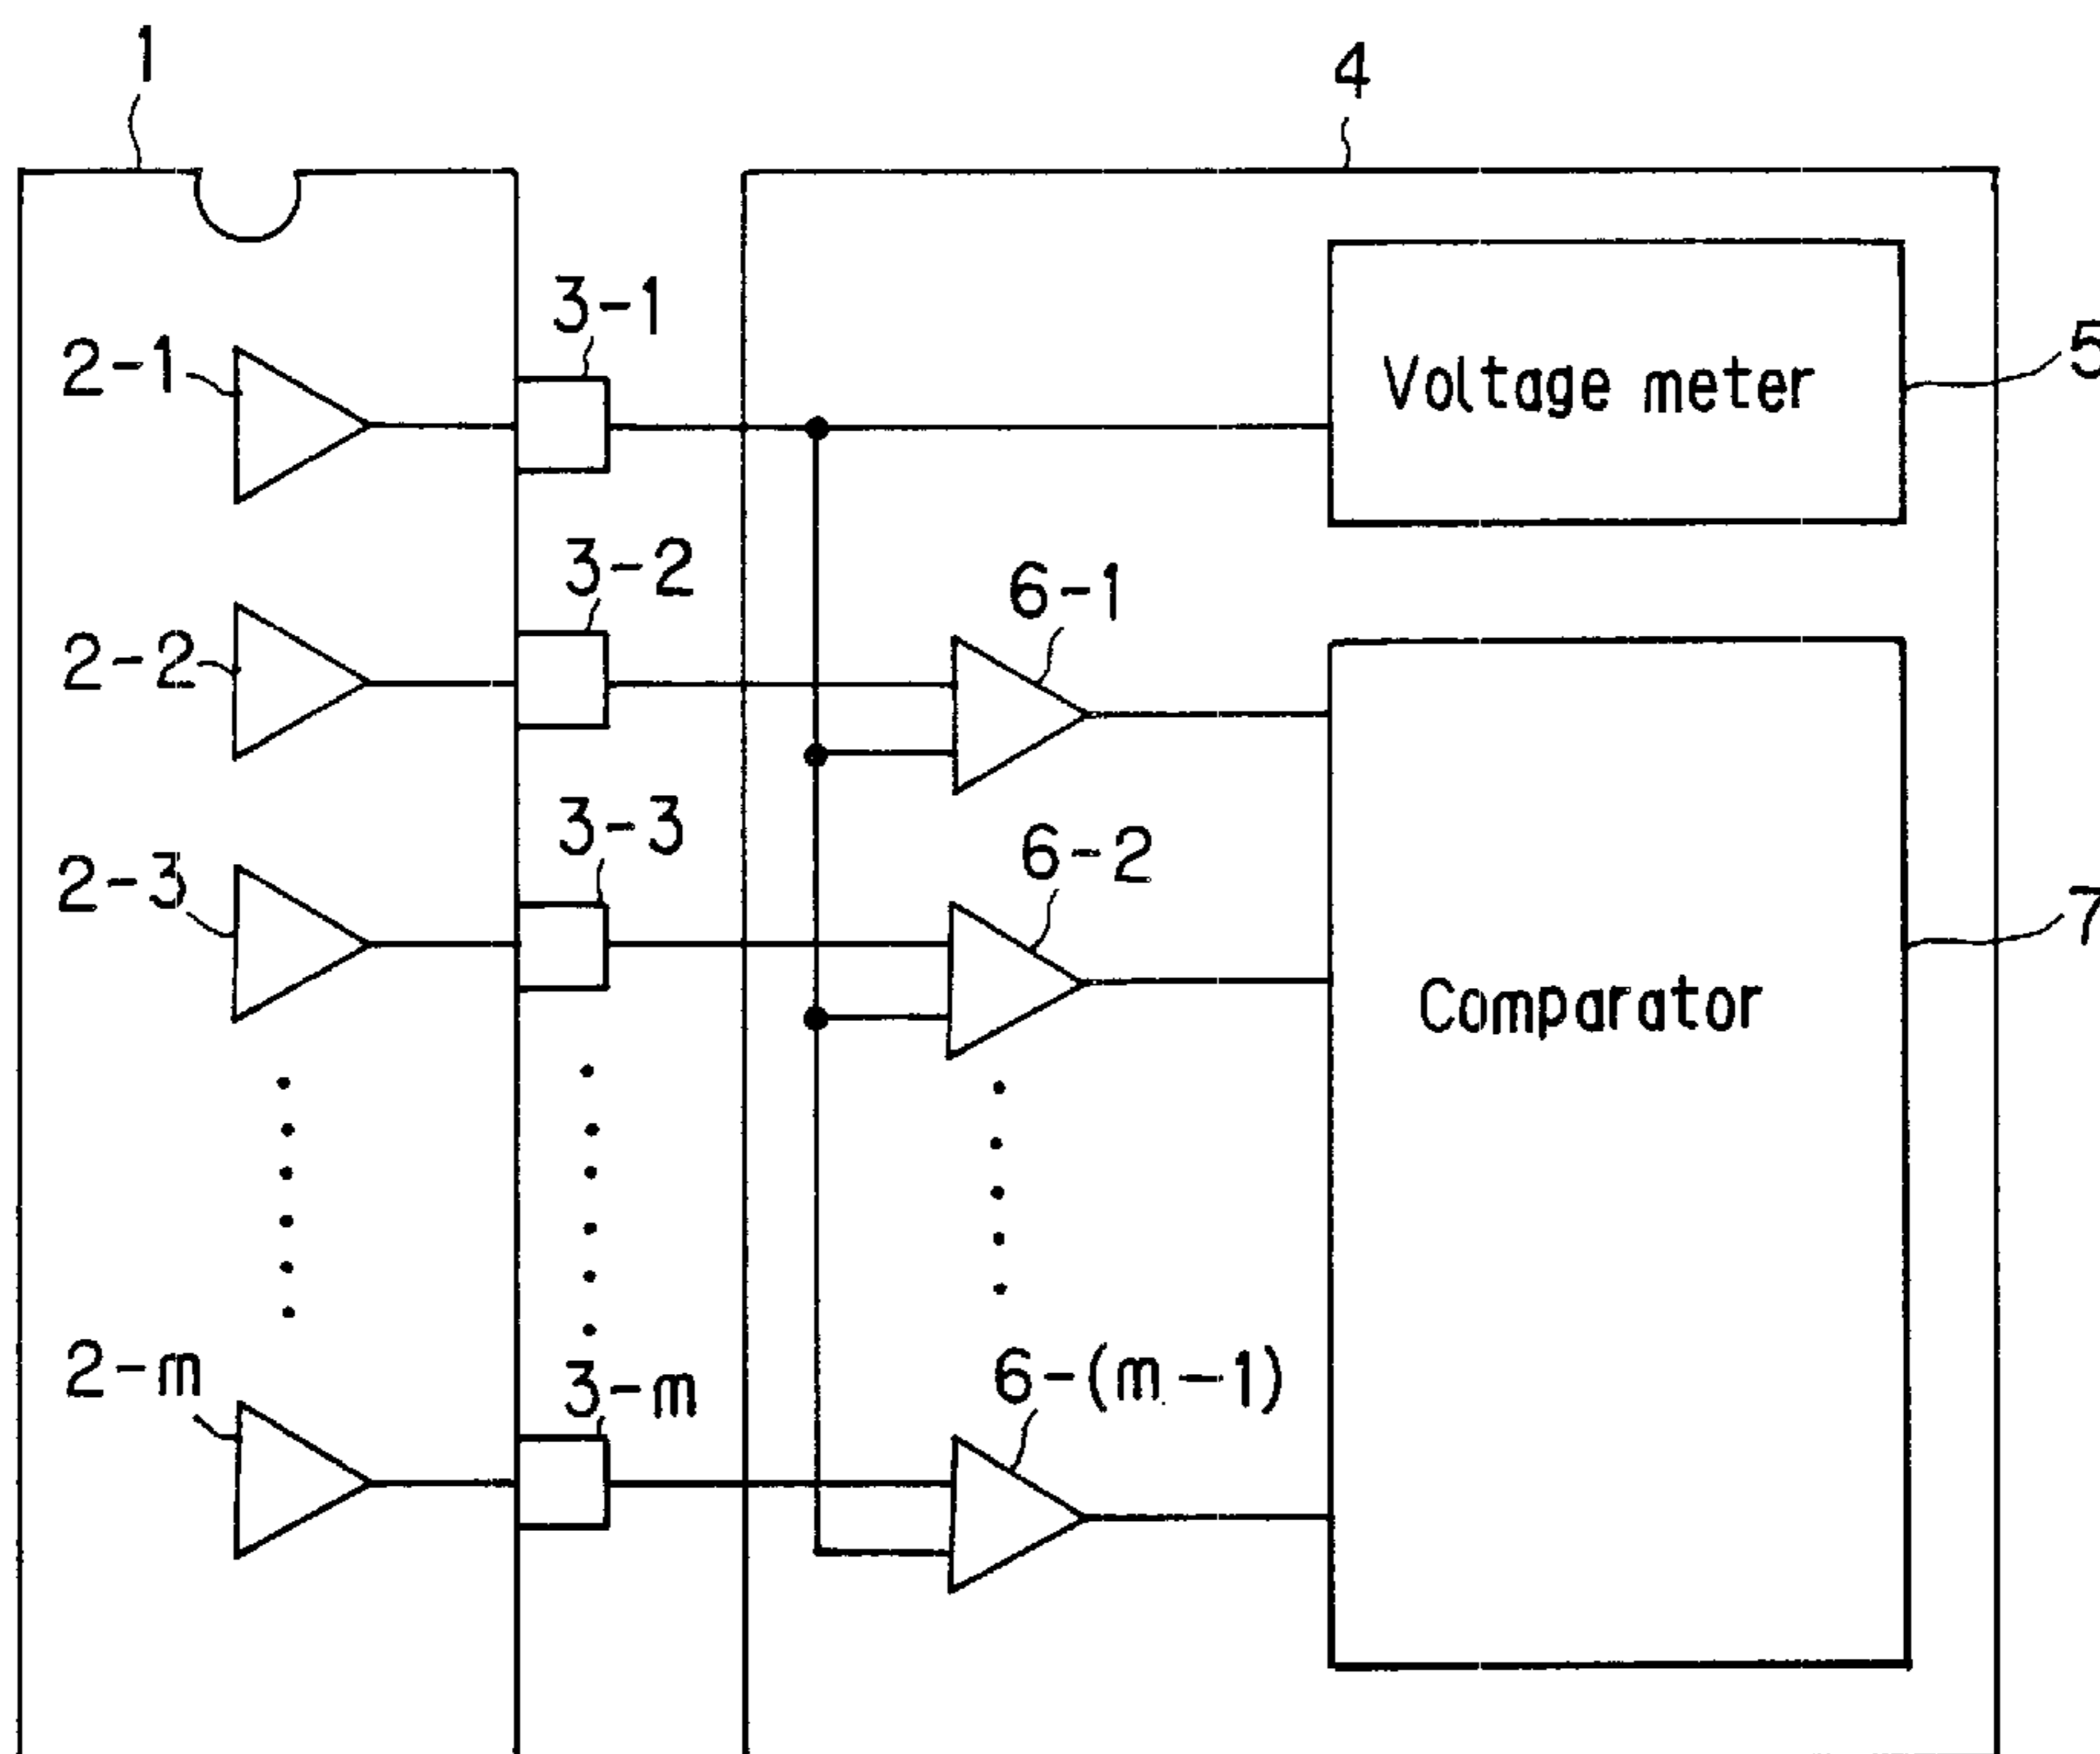 1
4
3-1
2-1
Voltage meter
5
3-2
6-1
2-2
3-3
6-2
2-3
7
Comparator
2-m
3-m
6-(m-1)